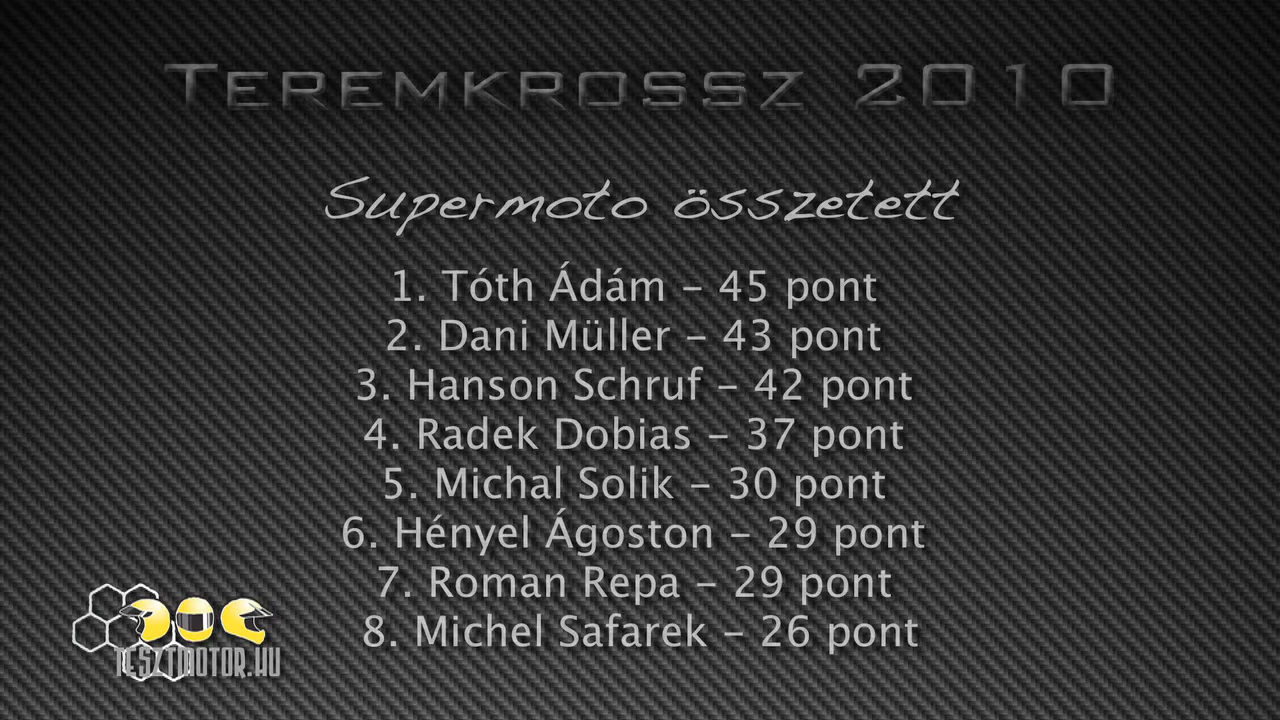 TEREMKROSSZ 2010
Supermoto összetett
1. Tóth Ádám – 45 pont
2. Dani Müller – 43 pont
3. Hanson Schruf – 42 pont
4. Radek Dobias – 37 pont
5. Michal Solik – 30 pont
6. Hényel Ágoston – 29 pont
7. Roman Repa – 29 pont
8. Michel Safarek – 26 pont
TESZTMOTOR.HU